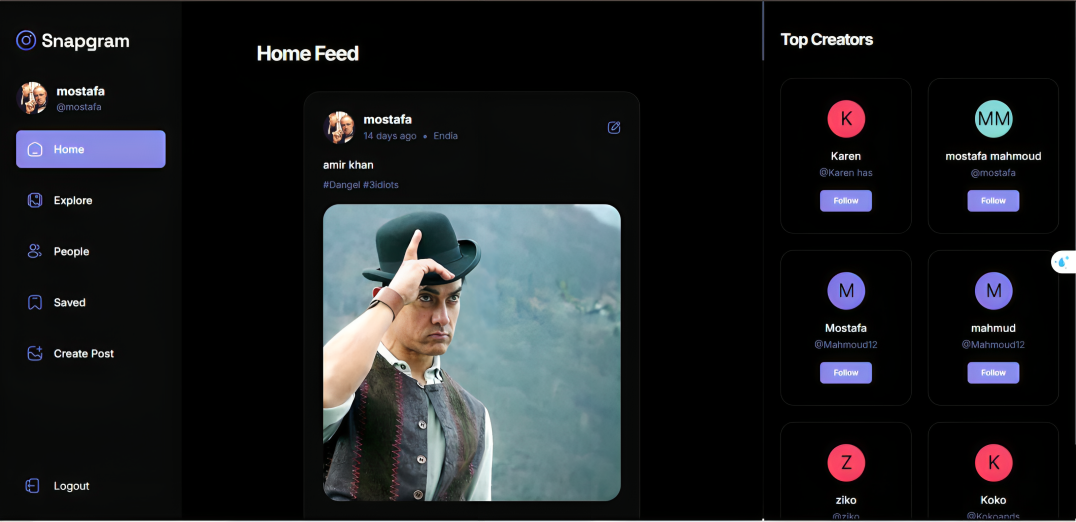 Snapgram
mostafa
@mostafa
Home
Explore
People
Saved
Create Post
Logout
Home Feed
mostafa
14 days ago • Endia
amir khan
#Dangel #3idiots
Top Creators
K
Karen
@Karen has
Follow
MM
mostafa mahmoud
@mostafa
Follow
M
Mostafa
@Mahmoud12
Follow
M
mahmud
@Mahmoud12
Follow
Z
ziko
@ziko
K
Koko
@Kokoands